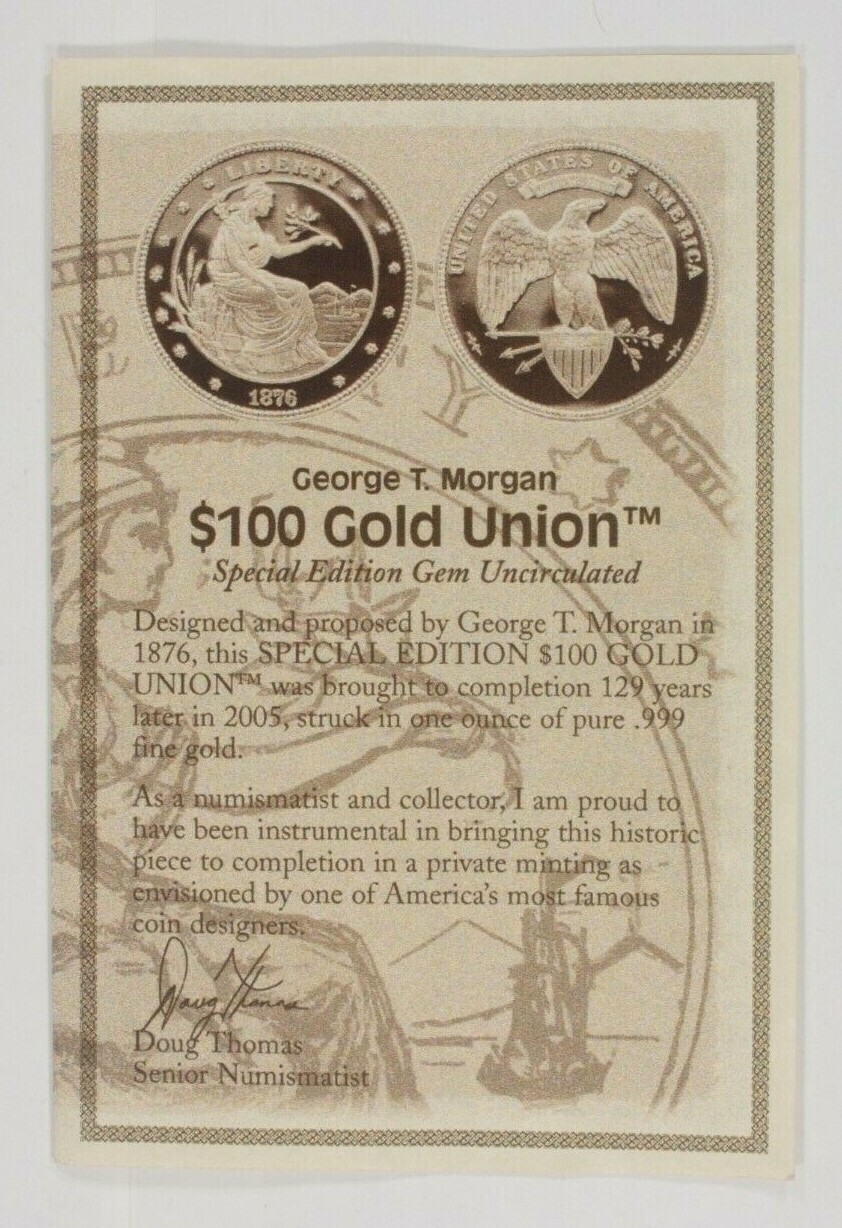 LIBERTY
1876
UNITED STATES OF AMERICA
George T. Morgan
$100 Gold Union™
Special Edition Gem Uncirculated
Designed and proposed by George T. Morgan in
1876, this SPECIAL EDITION $100 GOLD
UNION™ was brought to completion 129 years
later in 2005, struck in one ounce of pure .999
fine gold.
As a numismatist and collector, I am proud to
have been instrumental in bringing this historic
piece to completion in a private minting as
envisioned by one of America's most famous
coin designers.
Doug Thomas
Doug Thomas
Senior Numismatist